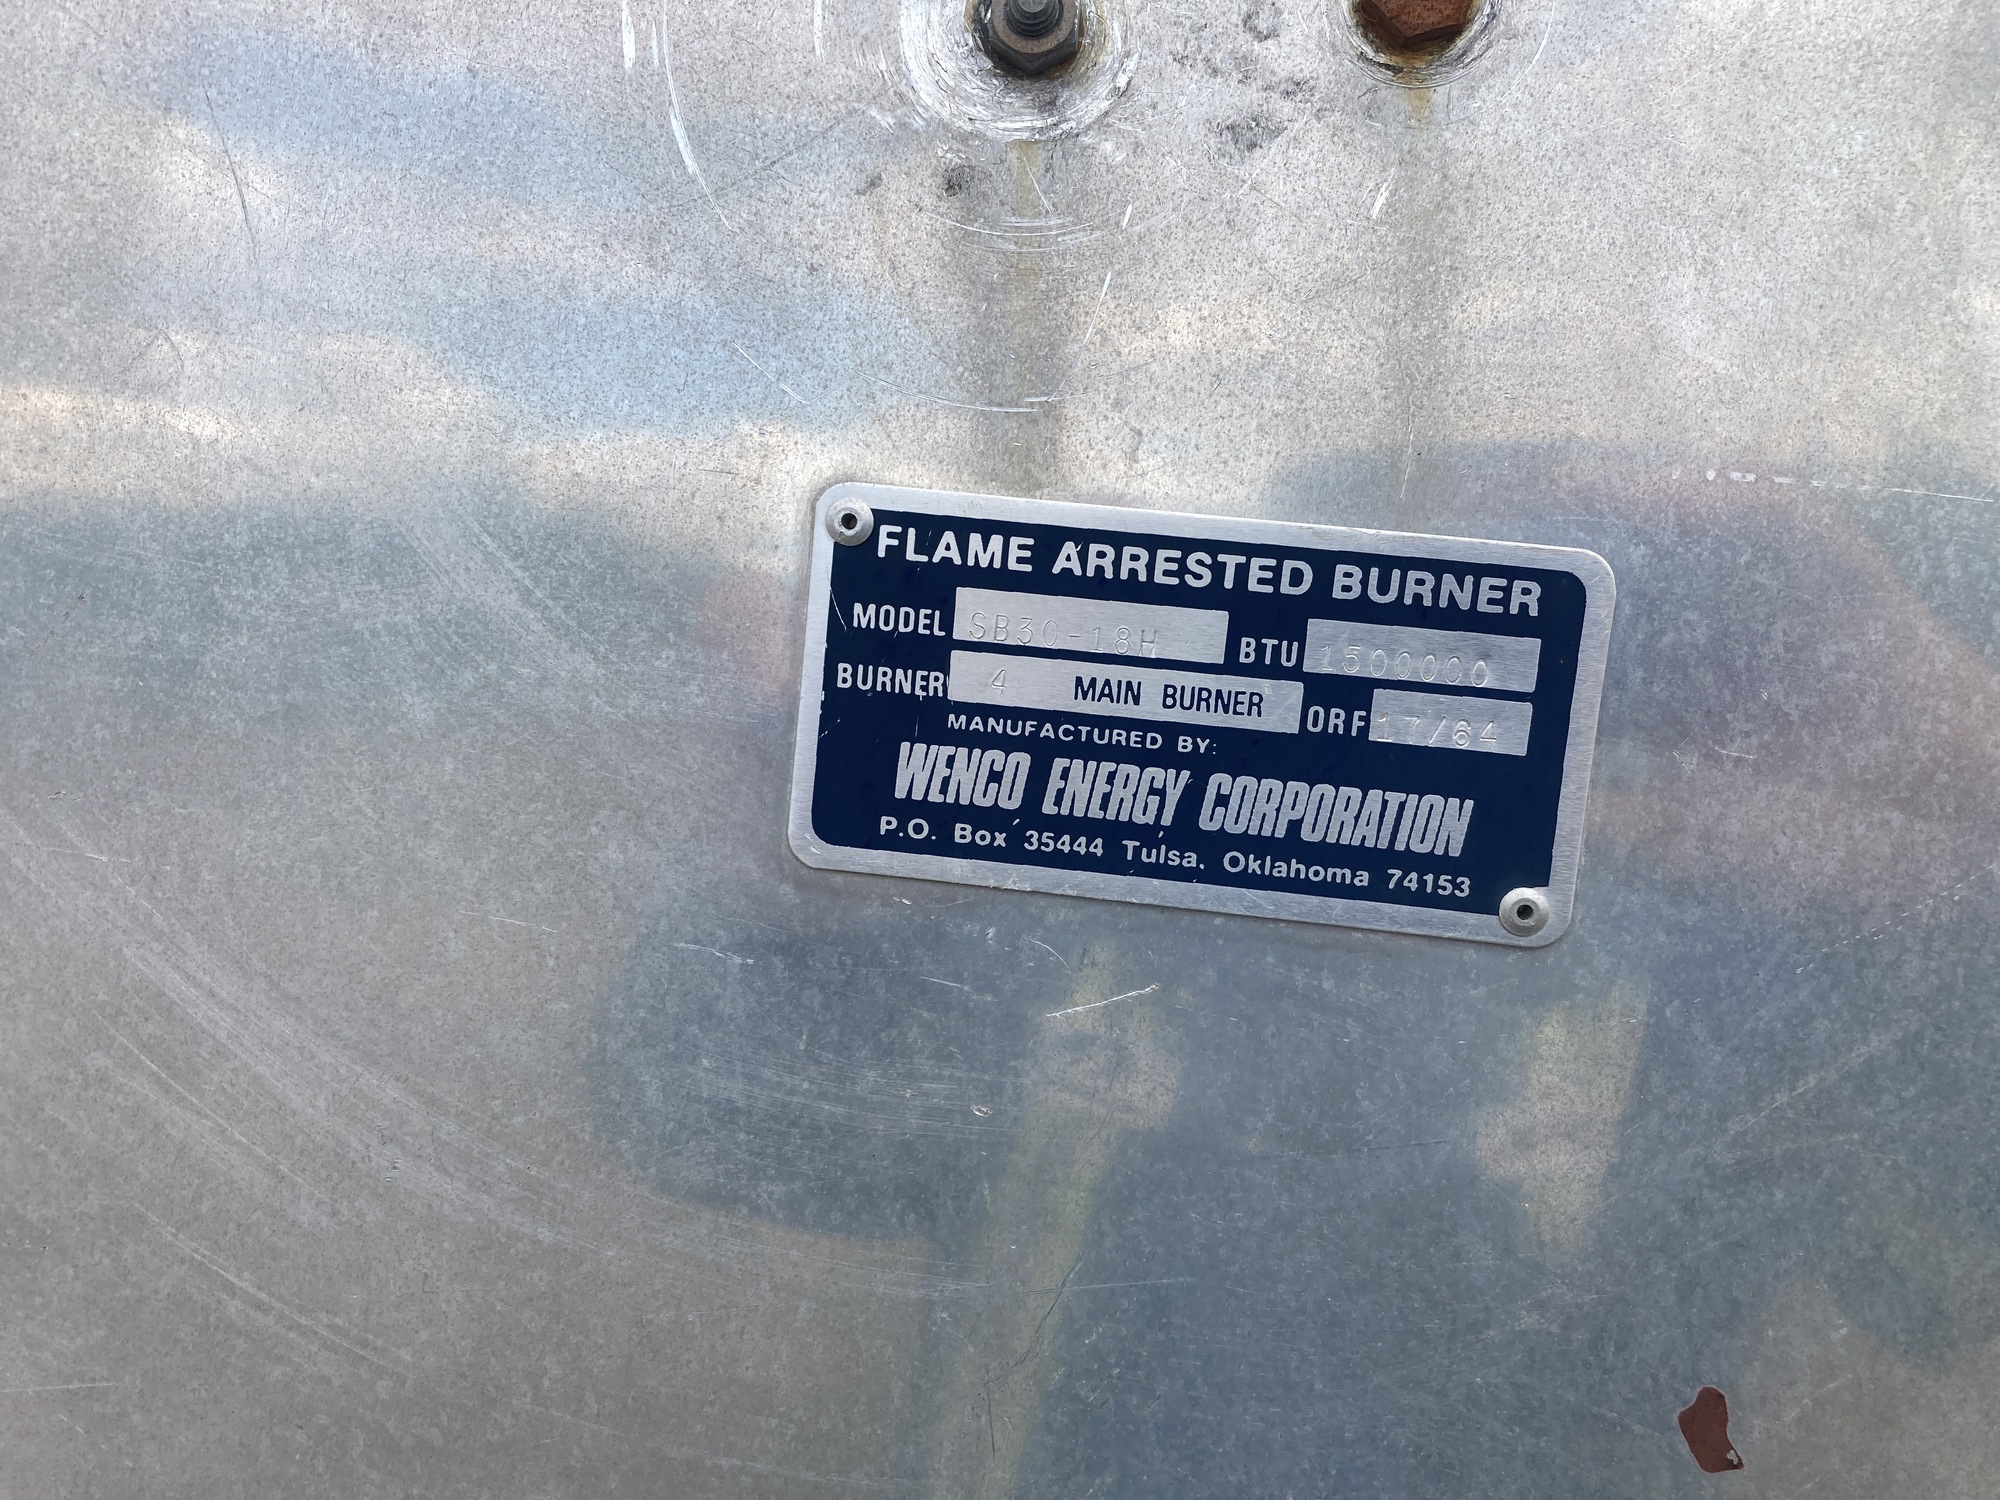 FLAME ARRESTED BURNER
MODEL SB30-18H BTU 1500000
BURNER 4 MAIN BURNER ORF 17/64
MANUFACTURED BY:
WENCO ENERGY CORPORATION
P.O. Box 35444 Tulsa, Oklahoma 74153